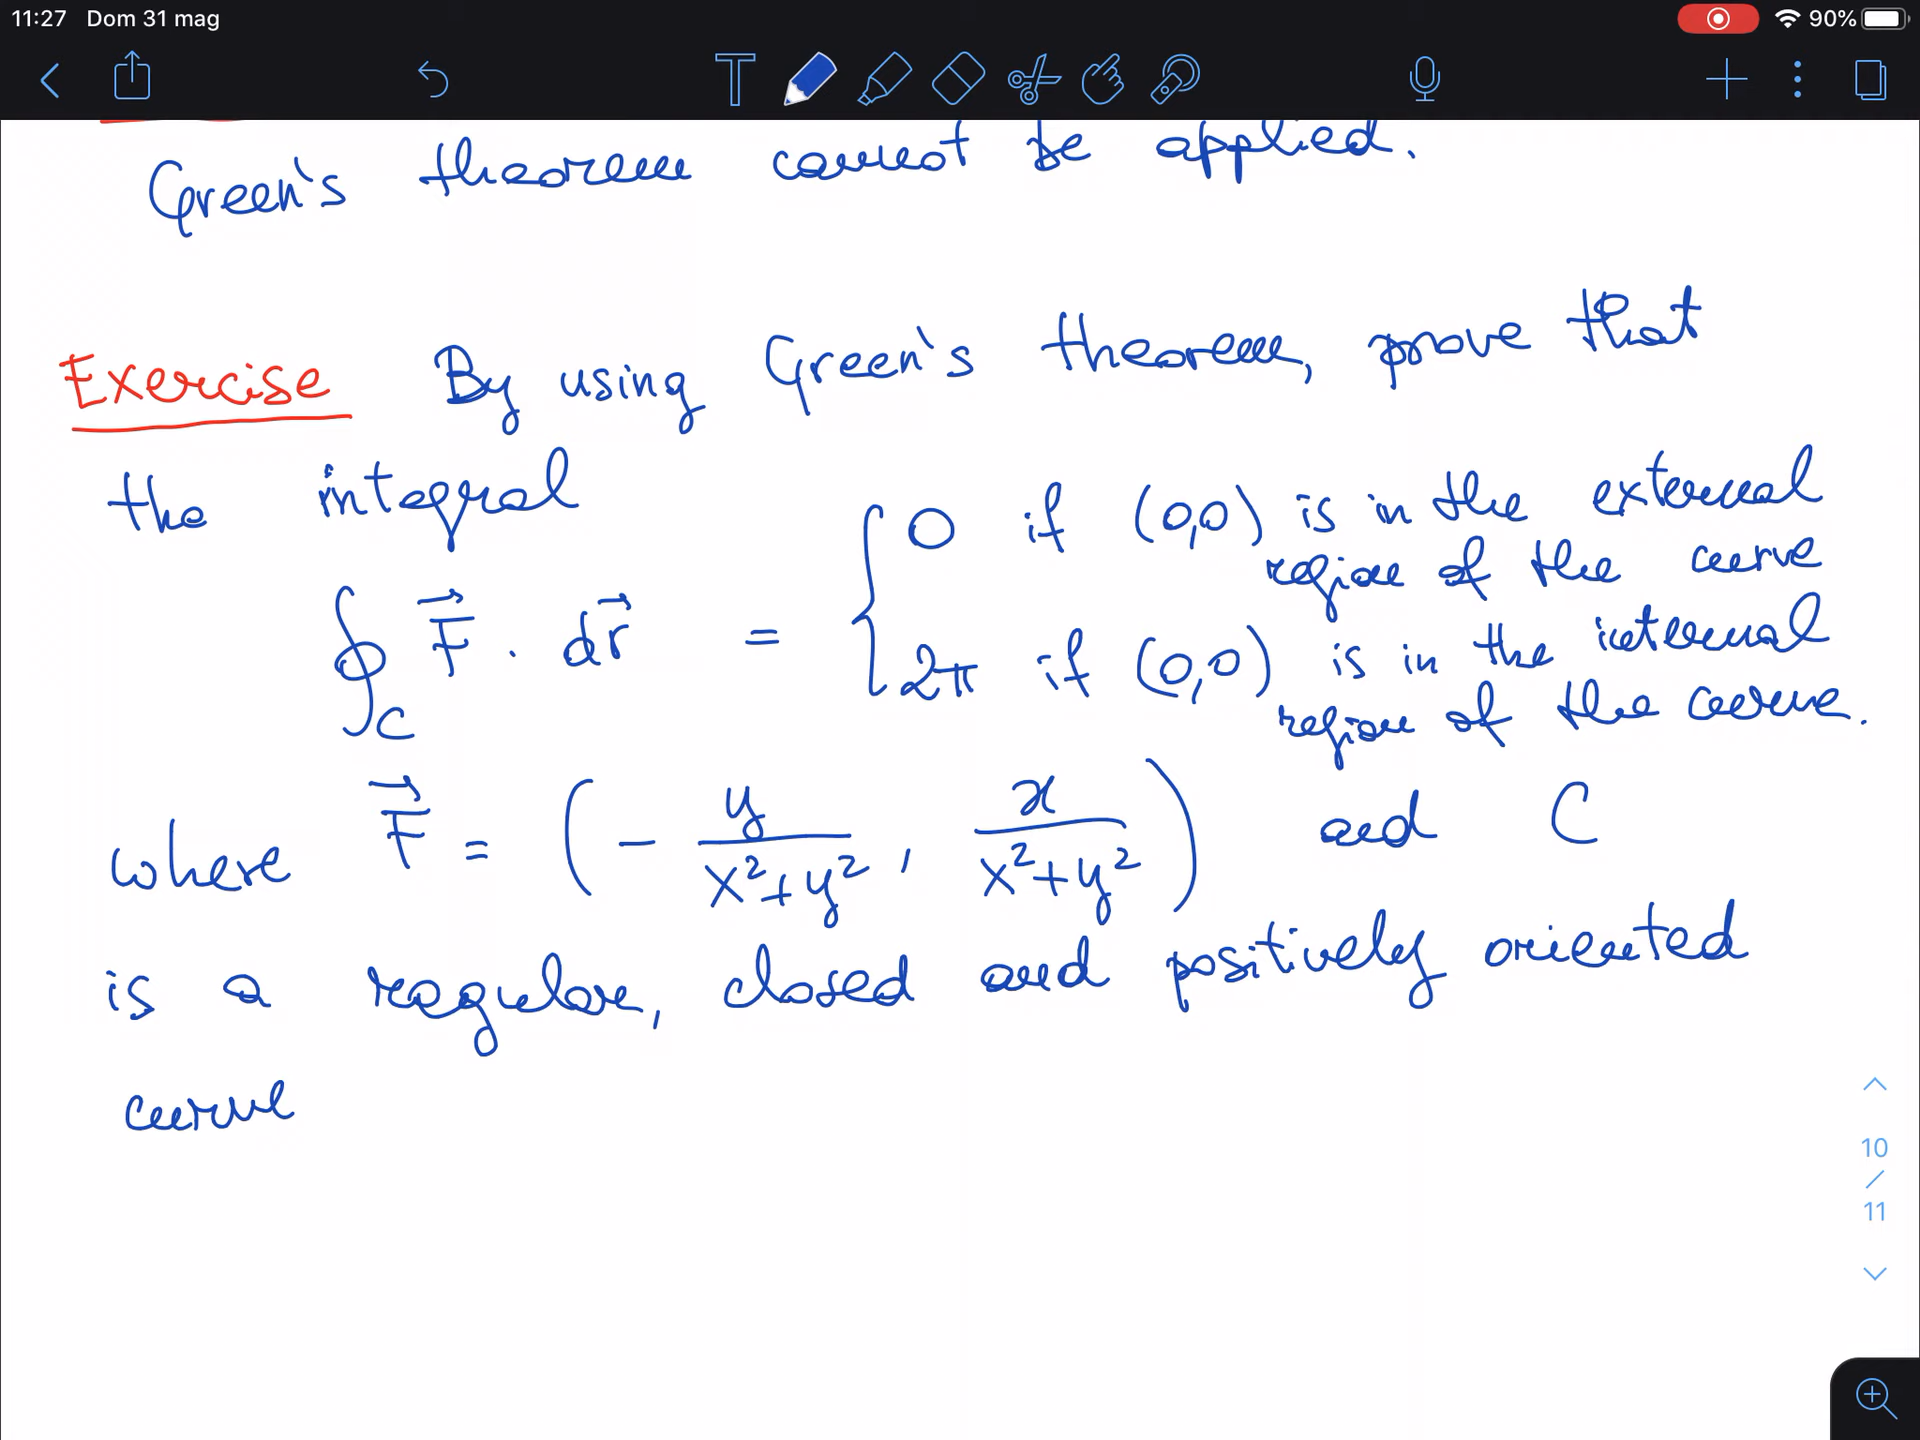 11:27 Dom 31 mag
90%
T
Green's theorem cannot be applied.
Exercise By using Green's theorem, prove that
the integral
∮_C F⃗ · dr⃗ = { 0 if (0,0) is in the external
region of the curve
2π if (0,0) is in the internal
region of the curve.
where F⃗ = (- y/(x²+y²), x/(x²+y²)) and C
is a regular, closed and positively oriented
curve
10
/
11